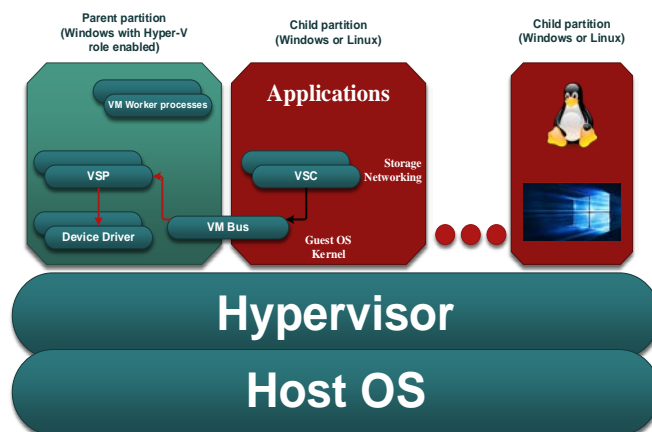 Parent partition
(Windows with Hyper-V
role enabled)
Child partition
(Windows or Linux)
Child partition
(Windows or Linux)
VM Worker processes
Applications
VSP
VSC
Storage
Networking
Device Driver
VM Bus
Guest OS
Kernel
Hypervisor
Host OS